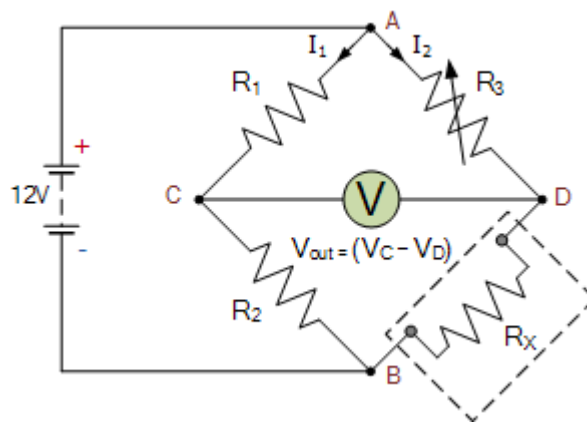 A
I₁
I₂
R₁
R₃
+
12V
C
V
D
-
Vout = (VC – VD)
R₂
RX
B